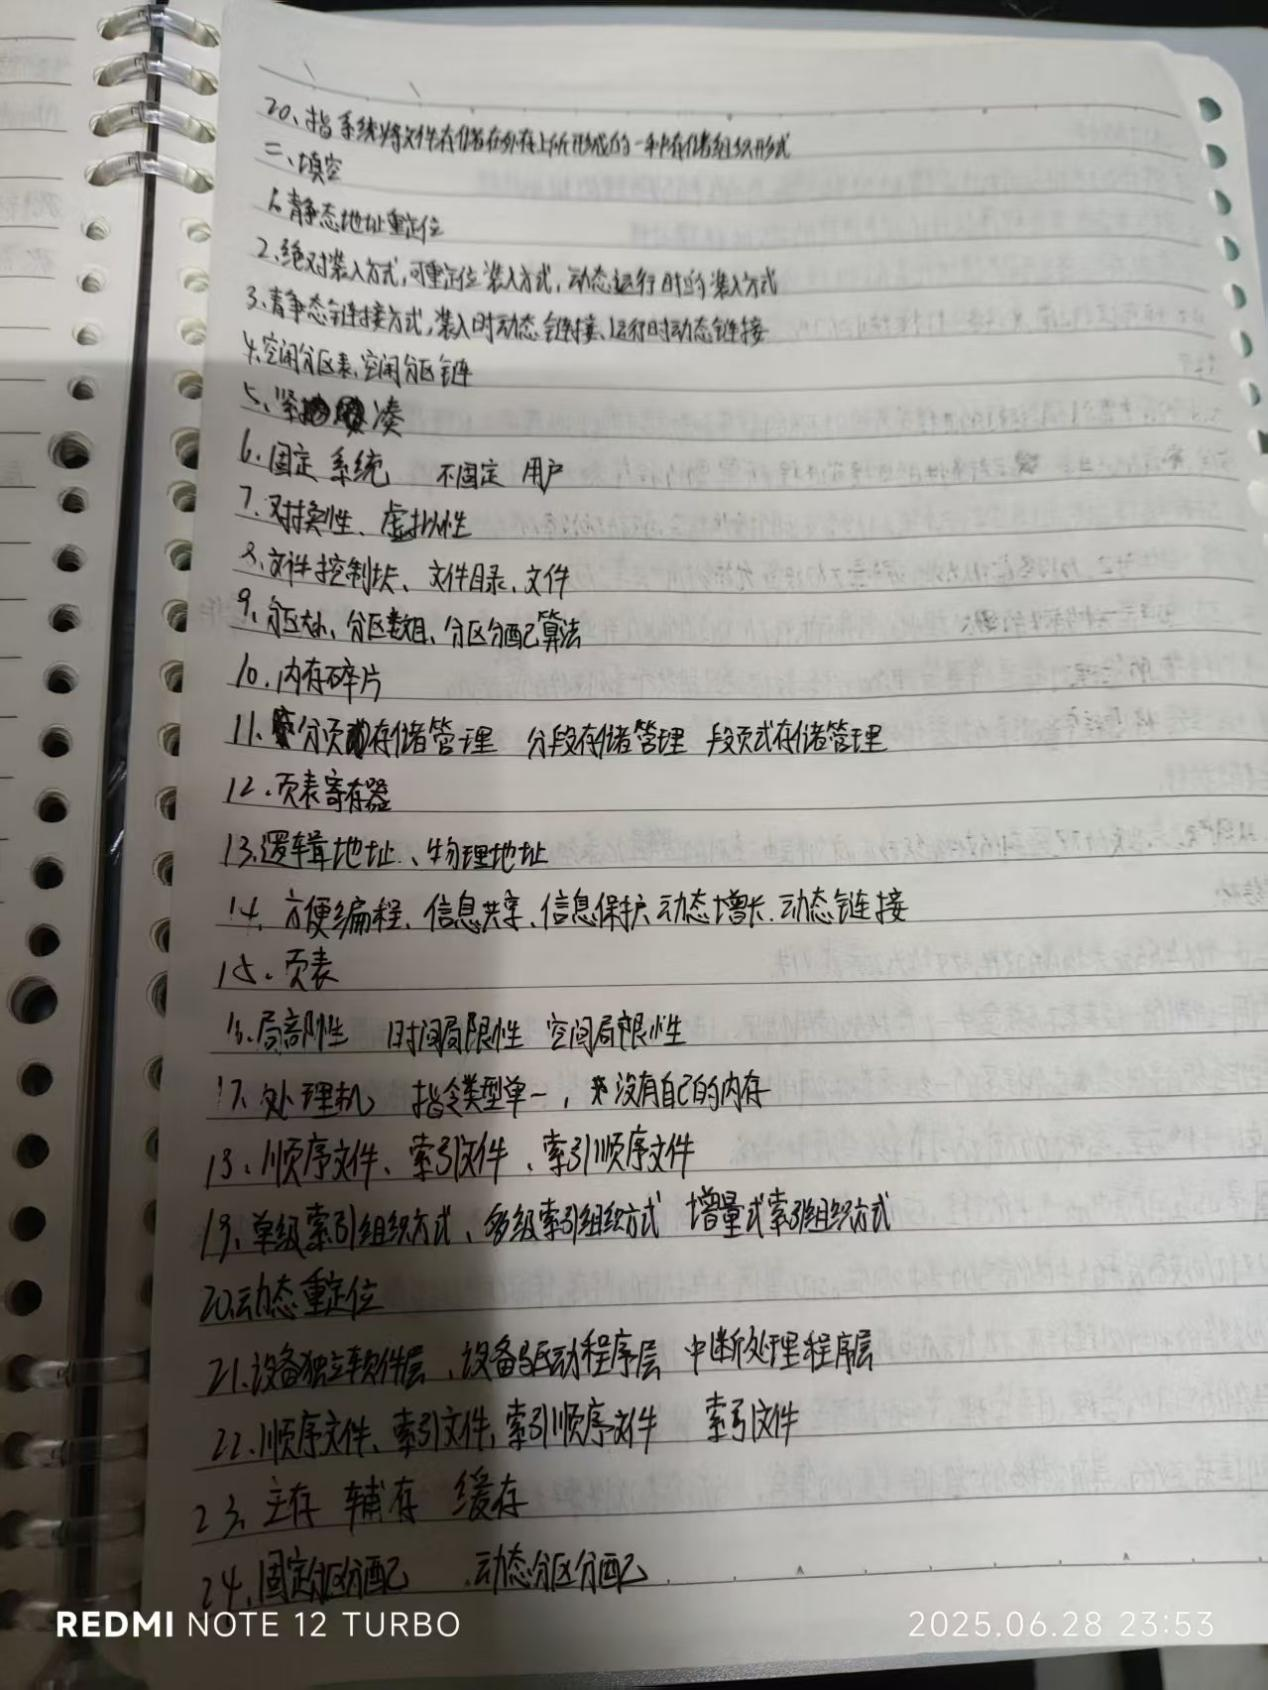 20、指系统将文件存储在外存上所形成的一种存储组织形式
二、填空
1.静态地址重定位
2.绝对装入方式,可重定位装入方式,动态运行时的装入方式
3.静态链接方式,装入时动态链接、运行时动态链接
4.空闲分区表、空闲分区链
5、紧凑
6.固定 系统 不固定 用户
7.对换性、虚拟性
8.文件控制块、文件目录、文件
9、分区大小、分区数目、分区分配算法
10.内存碎片
11.分页存储管理 分段存储管理 段页式存储管理
12.页表寄存器
13.逻辑地址、物理地址
14.方便编程、信息共享、信息保护、动态增长、动态链接
15.页表
16.局部性 时间局限性 空间局限性
17.处理机 指令类型单一, 没有自己的内存
18、顺序文件、索引文件、索引顺序文件
19、单级索引组织方式、多级索引组织方式 增量式索引组织方式
20.动态重定位
21.设备独立软件层、设备驱动程序层 中断处理程序层
22.顺序文件、索引文件,索引顺序文件 索引文件
23、主存 辅存 缓存
24.固定分区分配 动态分区分配
REDMI NOTE 12 TURBO
2025.06.28 23:53